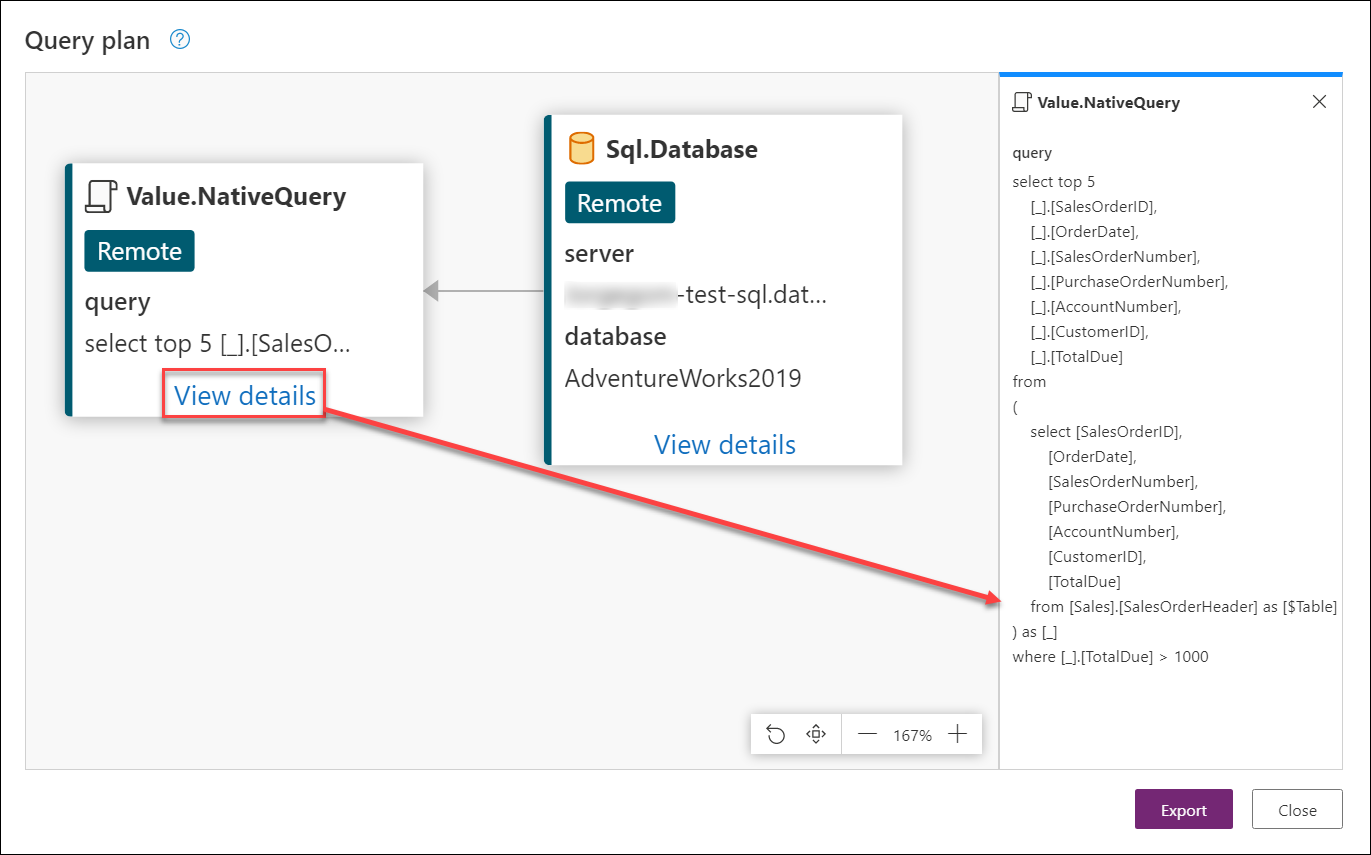 Query plan
?
Value.NativeQuery
Remote
query
select top 5 [_].[SalesO...
View details
Sql.Database
Remote
server
-test-sql.dat...
database
AdventureWorks2019
View details
167%
Value.NativeQuery
query
select top 5
[_].[SalesOrderID],
[_].[OrderDate],
[_].[SalesOrderNumber],
[_].[PurchaseOrderNumber],
[_].[AccountNumber],
[_].[CustomerID],
[_].[TotalDue]
from
(
select [SalesOrderID],
[OrderDate],
[SalesOrderNumber],
[PurchaseOrderNumber],
[AccountNumber],
[CustomerID],
[TotalDue]
from [Sales].[SalesOrderHeader] as [$Table]
) as [_]
where [_].[TotalDue] > 1000
Export
Close